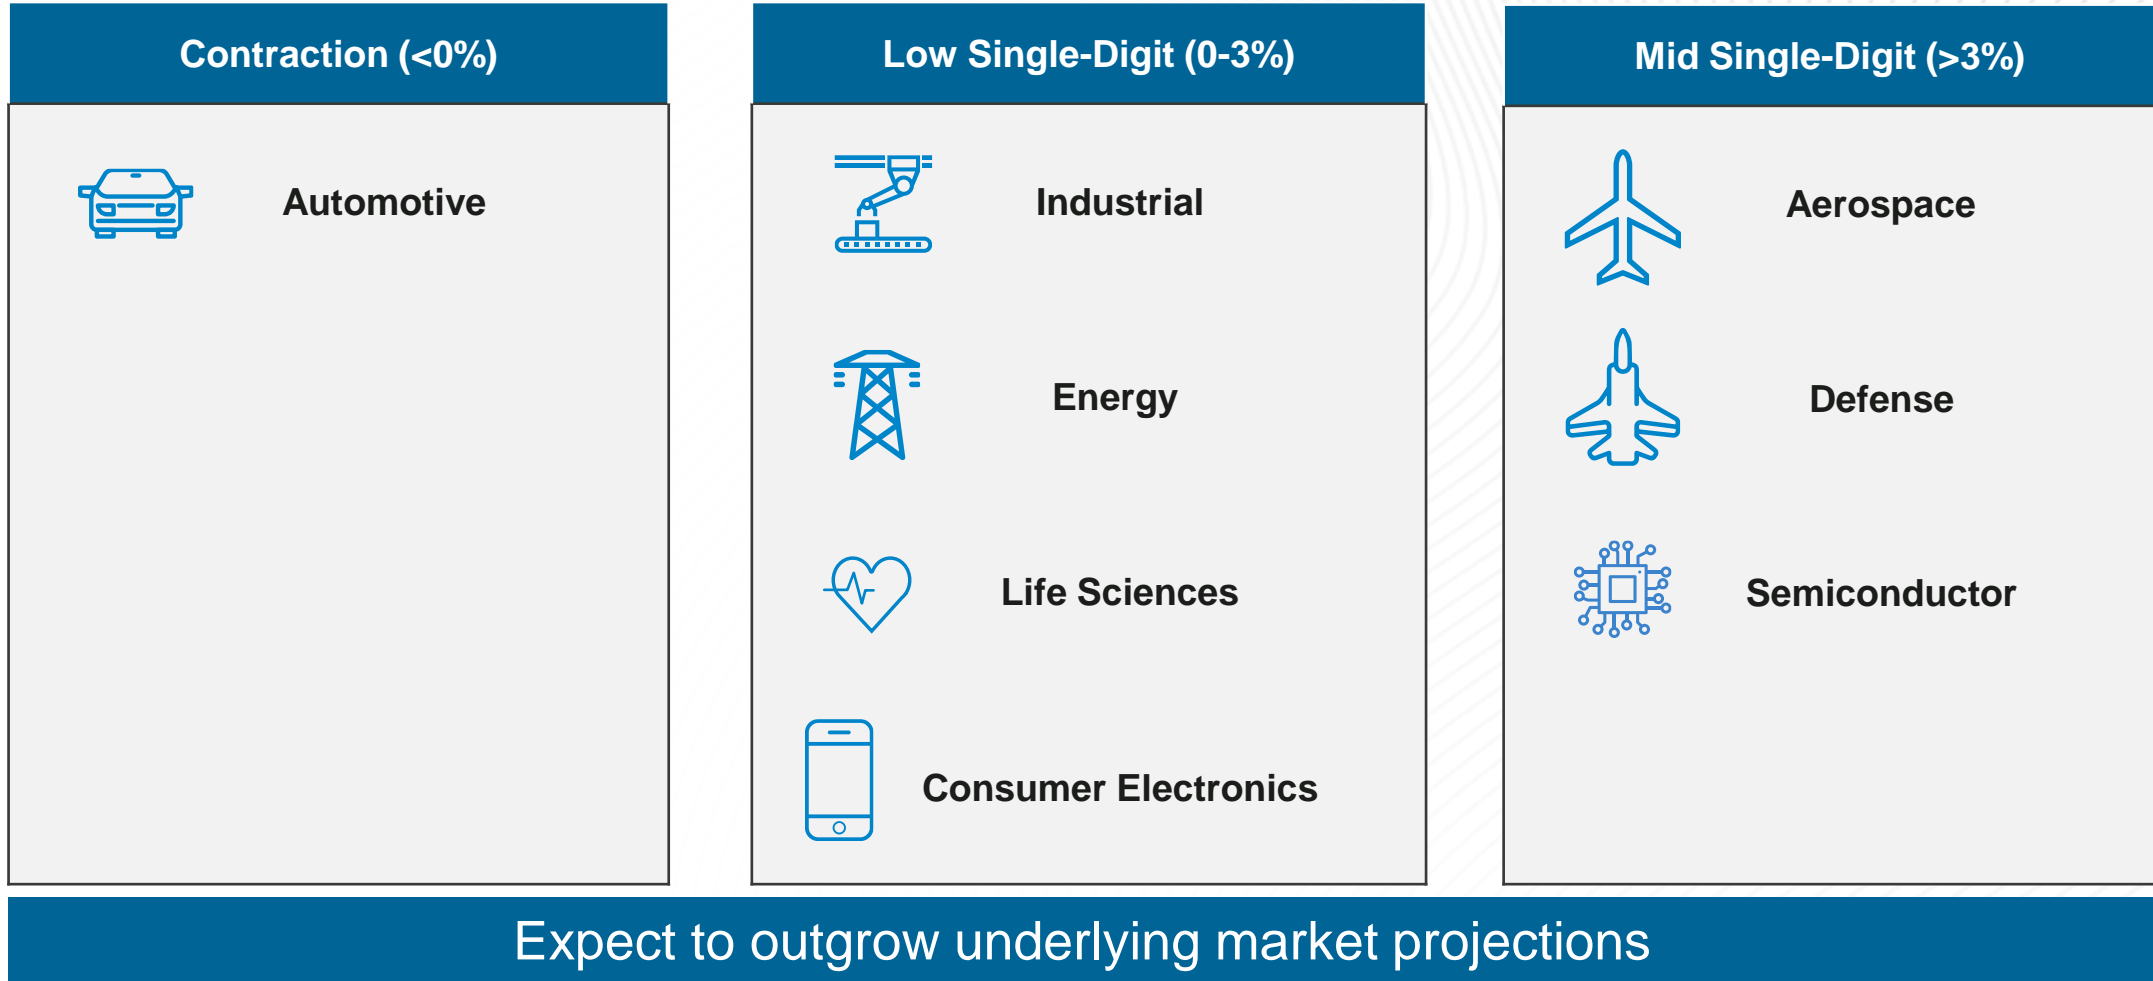 Contraction (<0%)
Automotive
Low Single-Digit (0-3%)
Industrial
Energy
Life Sciences
Consumer Electronics
Mid Single-Digit (>3%)
Aerospace
Defense
Semiconductor
Expect to outgrow underlying market projections